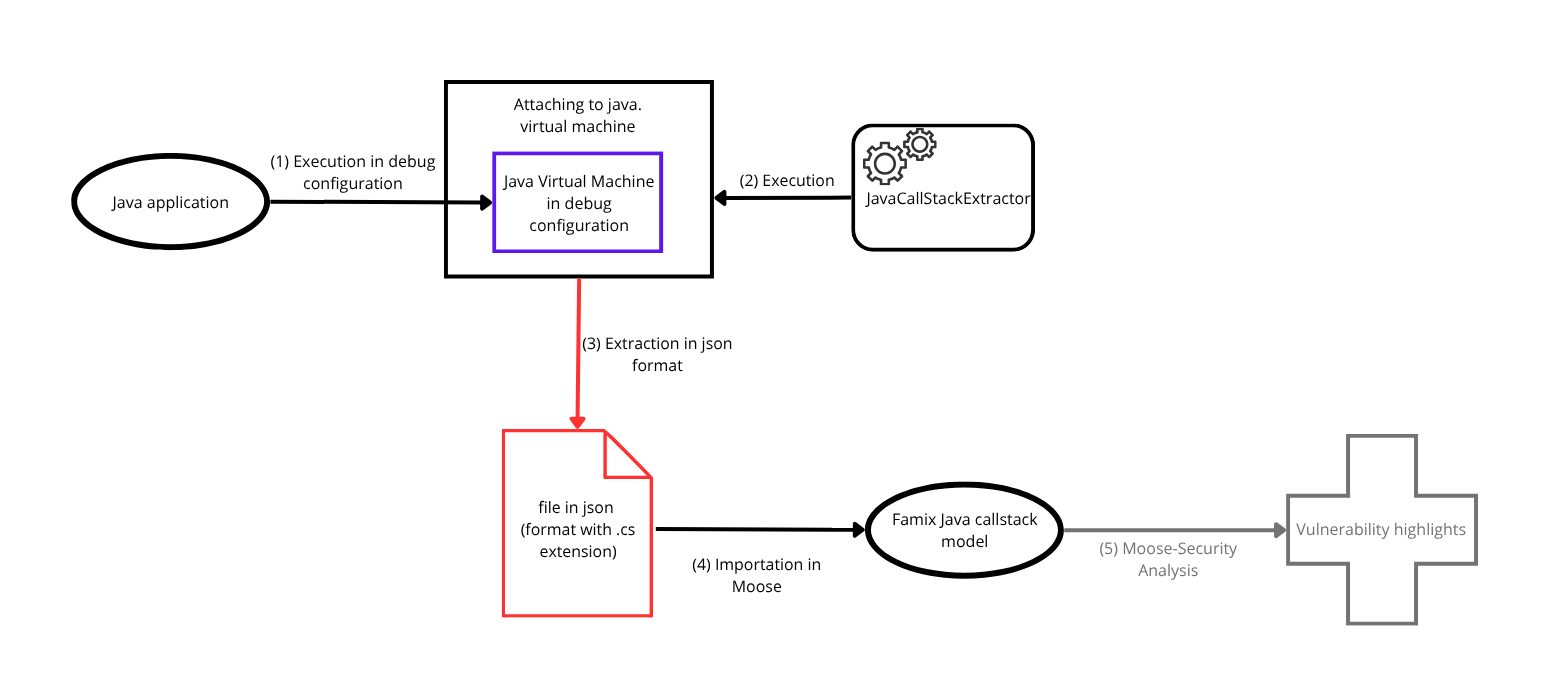 Attaching to java.
virtual machine
(1) Execution in debug
configuration
Java application
Java Virtual Machine
in debug
configuration
(2) Execution
JavaCallStackExtractor
(3) Extraction in json
format
file in json
(format with .cs
extension)
(4) Importation in
Moose
Famix Java callstack
model
(5) Moose-Security
Analysis
Vulnerability highlights